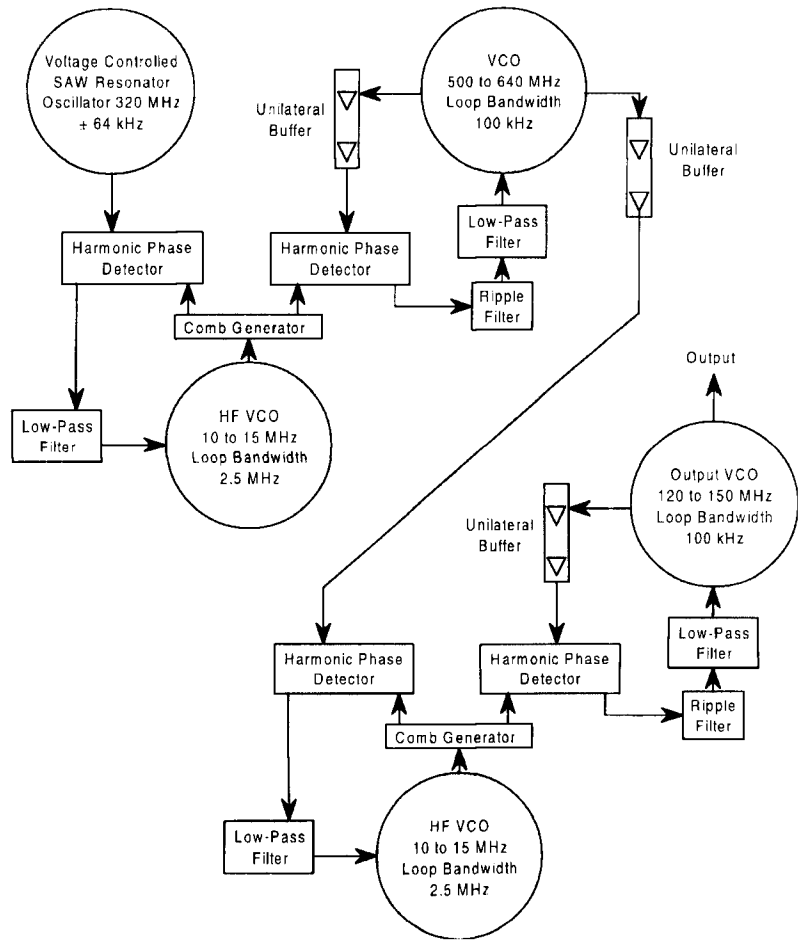 Voltage Controlled
SAW Resonator
Oscillator 320 MHz
± 64 kHz
Unilateral
Buffer
VCO
500 to 640 MHz
Loop Bandwidth
100 kHz
Unilateral
Buffer
Harmonic Phase
Detector
Harmonic Phase
Detector
Low-Pass
Filter
Ripple
Filter
Comb Generator
Low-Pass
Filter
HF VCO
10 to 15 MHz
Loop Bandwidth
2.5 MHz
Output
Output VCO
120 to 150 MHz
Loop Bandwidth
100 kHz
Unilateral
Buffer
Harmonic Phase
Detector
Harmonic Phase
Detector
Low-Pass
Filter
Ripple
Filter
Comb Generator
Low-Pass
Filter
HF VCO
10 to 15 MHz
Loop Bandwidth
2.5 MHz